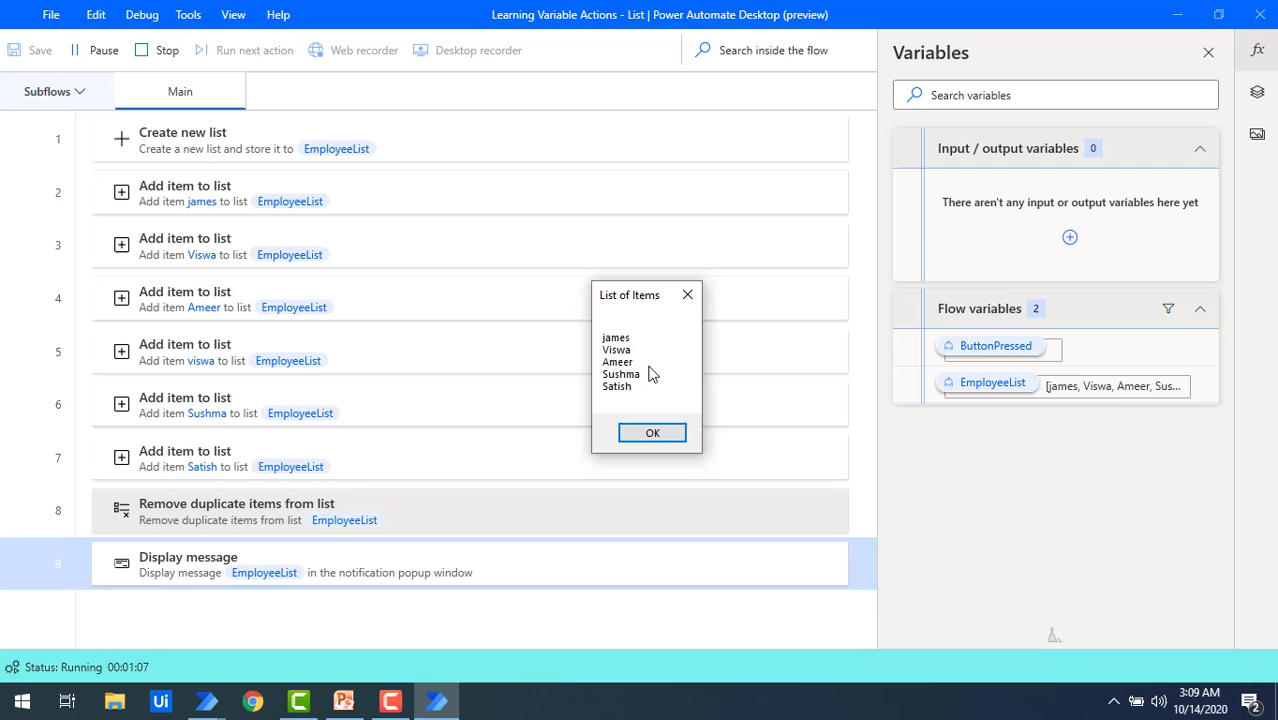 File Edit Debug Tools View Help Learning Variable Actions - List | Power Automate Desktop (preview)
Save Pause Stop Run next action Web recorder Desktop recorder Search inside the flow
Subflows Main
1 Create new list
Create a new list and store it to EmployeeList
2 Add item to list
Add item james to list EmployeeList
3 Add item to list
Add item Viswa to list EmployeeList
4 Add item to list
Add item Ameer to list EmployeeList
5 Add item to list
Add item viswa to list EmployeeList
6 Add item to list
Add item Sushma to list EmployeeList
7 Add item to list
Add item Satish to list EmployeeList
8 Remove duplicate items from list
Remove duplicate items from list EmployeeList
9 Display message
Display message EmployeeList in the notification popup window
List of Items
james
Viswa
Ameer
Sushma
Satish
OK
Variables
Search variables
Input / output variables 0
There aren't any input or output variables here yet
Flow variables 2
ButtonPressed
EmployeeList [james, Viswa, Ameer, Sus...
fx
Status: Running 00:01:07
Ui
3:09 AM
10/14/2020
2